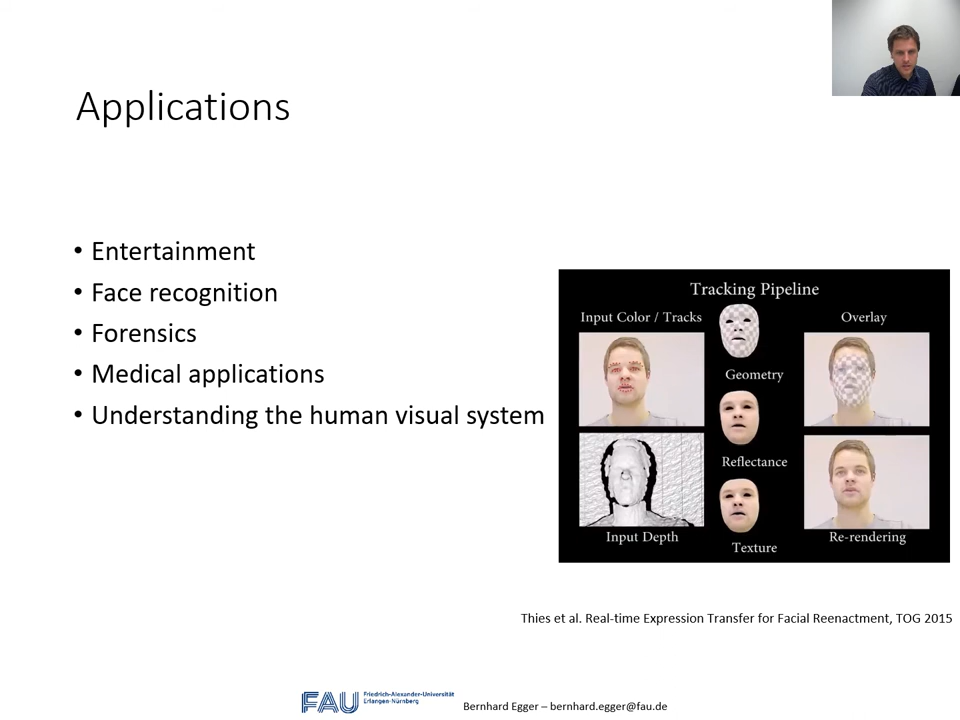 Applications
• Entertainment
• Face recognition
• Forensics
• Medical applications
• Understanding the human visual system
Tracking Pipeline
Input Color / Tracks
Overlay
Geometry
Reflectance
Input Depth
Texture
Re-rendering
Thies et al. Real-time Expression Transfer for Facial Reenactment, TOG 2015
FAU Friedrich-Alexander-Universität
Erlangen-Nürnberg
Bernhard Egger – bernhard.egger@fau.de